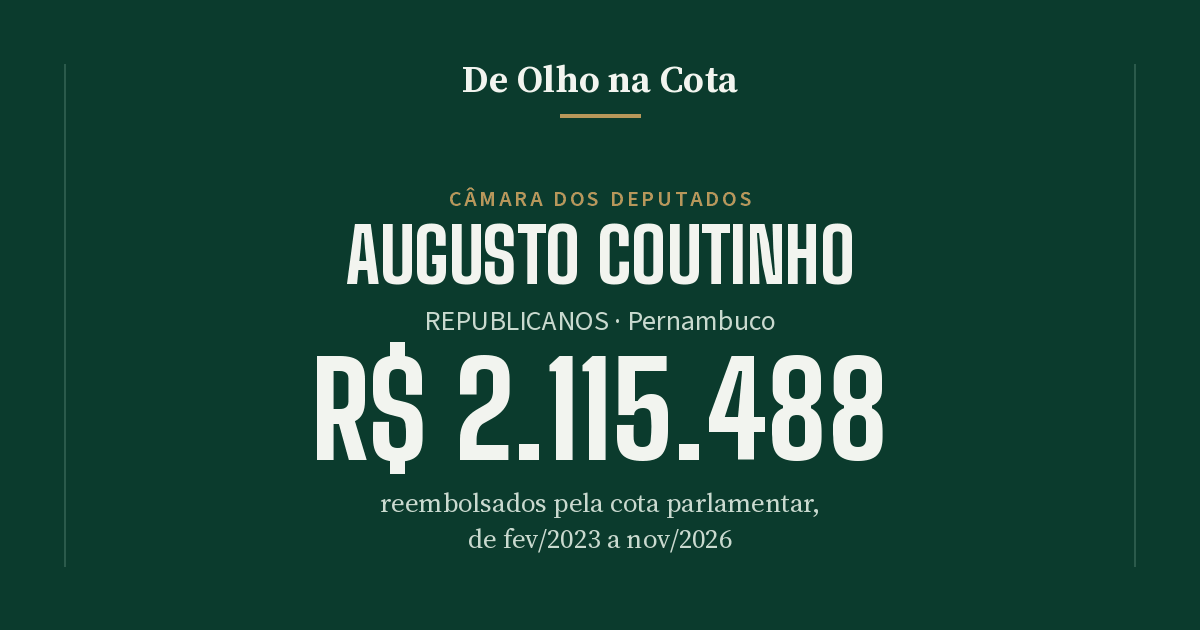 De Olho na Cota
CÂMARA DOS DEPUTADOS
AUGUSTO COUTINHO
REPUBLICANOS · Pernambuco
R$ 2.115.488
reembolsados pela cota parlamentar,
de fev/2023 a nov/2026